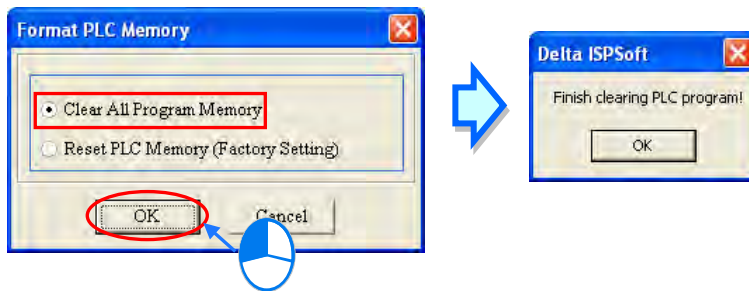 Format PLC Memory
Clear All Program Memory
Reset PLC Memory (Factory Setting)
OK
Cancel
Delta ISPSoft
Finish clearing PLC program!
OK